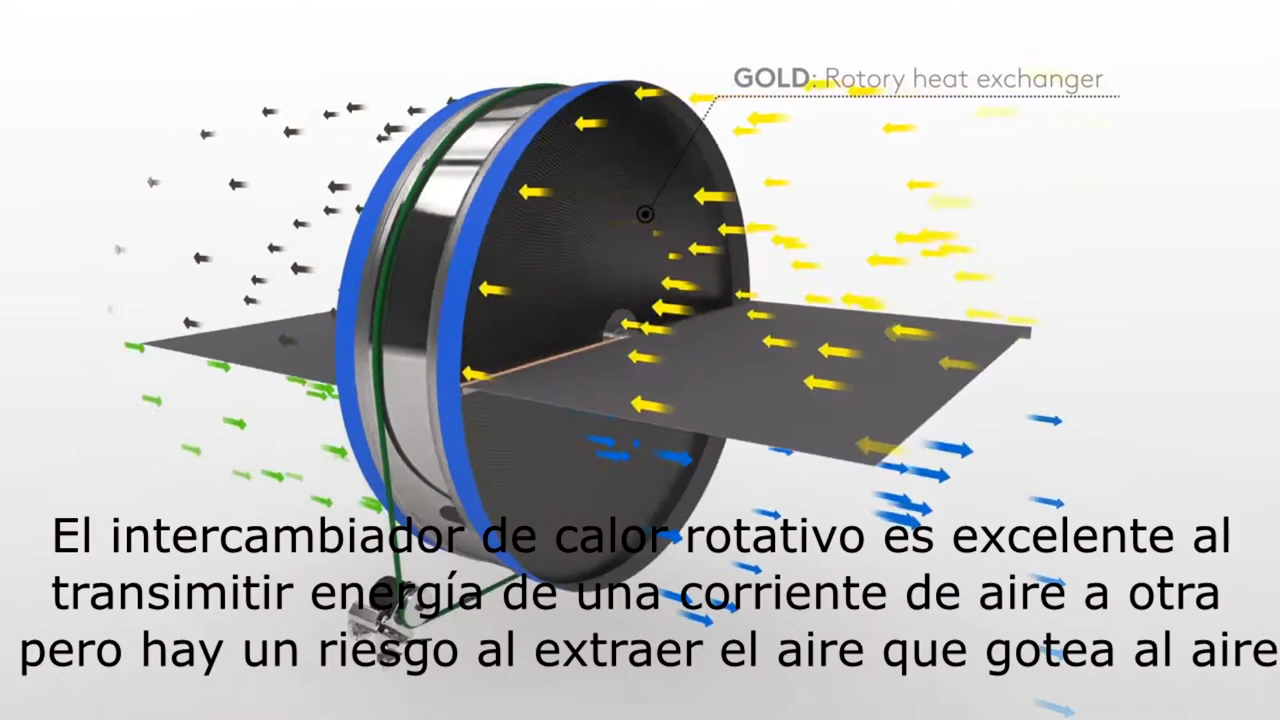 GOLD: Rotory heat exchanger
El intercambiador de calor rotativo es excelente al
transimitir energía de una corriente de aire a otra
pero hay un riesgo al extraer el aire que gotea al aire